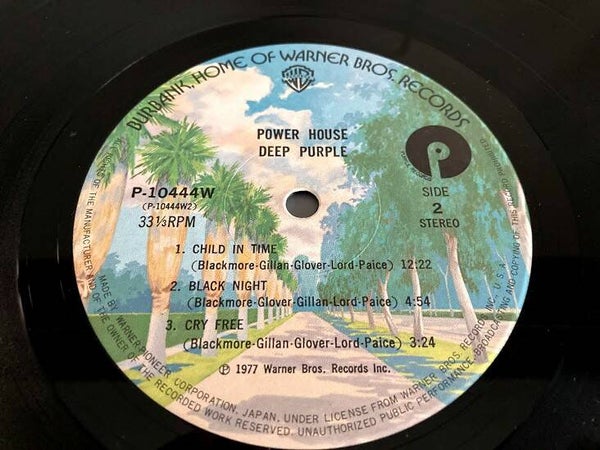 BURBANK, HOME OF WARNER BROS. RECORDS
POWER HOUSE
DEEP PURPLE
P-10444W
(P-10444W2)
33⅓RPM
SIDE
2
STEREO
1. CHILD IN TIME
(Blackmore-Gillan-Glover-Lord-Paice) 12:22
2. BLACK NIGHT
(Blackmore-Glover-Gillan-Lord-Paice) 4:54
3. CRY FREE
(Blackmore-Gillan-Glover-Lord-Paice) 3:24
℗ 1977 Warner Bros. Records Inc.
MADE BY WARNER-PIONEER CORPORATION, JAPAN, UNDER LICENSE FROM WARNER BROS. RECORDS INC., U.S.A.
OF THE MANUFACTURER AND OF THE OWNER OF THE RECORDED WORK RESERVED. UNAUTHORIZED PUBLIC PERFORMANCE, BROADCASTING AND COPYING OF THIS